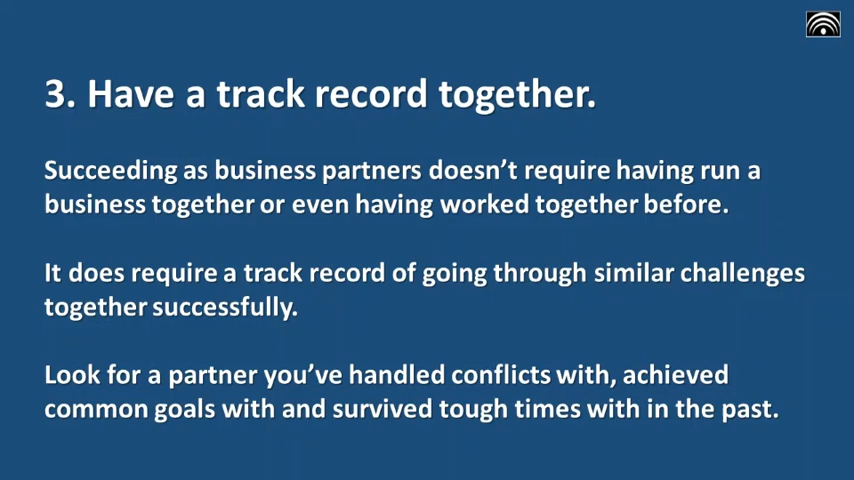 3. Have a track record together.
Succeeding as business partners doesn’t require having run a
business together or even having worked together before.
It does require a track record of going through similar challenges
together successfully.
Look for a partner you’ve handled conflicts with, achieved
common goals with and survived tough times with in the past.